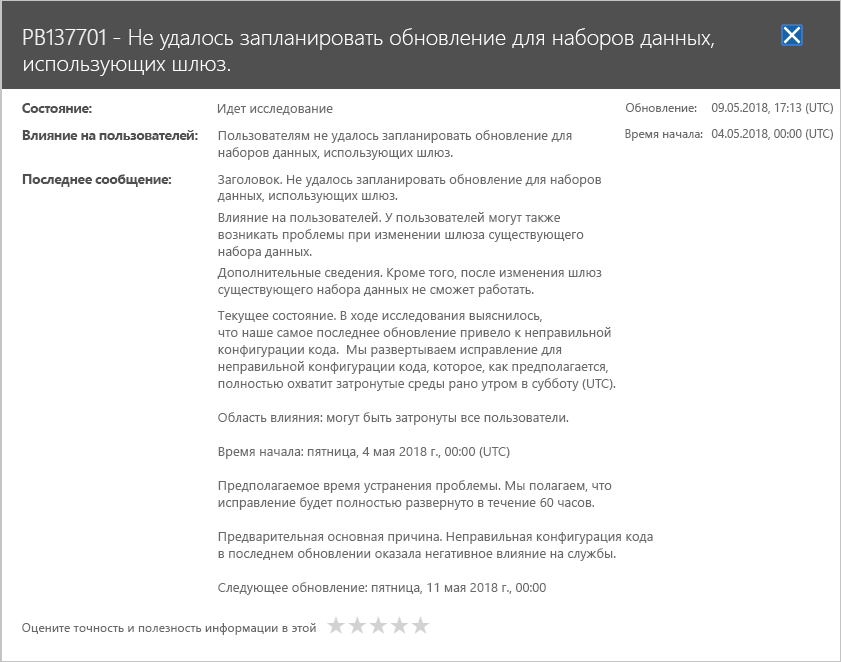 PB137701 - Не удалось запланировать обновление для наборов данных,
использующих шлюз.
Состояние: Идет исследование Обновление: 09.05.2018, 17:13 (UTC)
Влияние на пользователей: Пользователям не удалось запланировать обновление для Время начала: 04.05.2018, 00:00 (UTC)
наборов данных, использующих шлюз.
Последнее сообщение: Заголовок. Не удалось запланировать обновление для наборов
данных, использующих шлюз.
Влияние на пользователей. У пользователей могут также
возникать проблемы при изменении шлюза существующего
набора данных.
Дополнительные сведения. Кроме того, после изменения шлюз
существующего набора данных не сможет работать.
Текущее состояние. В ходе исследования выяснилось,
что наше самое последнее обновление привело к неправильной
конфигурации кода. Мы развертываем исправление для
неправильной конфигурации кода, которое, как предполагается,
полностью охватит затронутые среды рано утром в субботу (UTC).
Область влияния: могут быть затронуты все пользователи.
Время начала: пятница, 4 мая 2018 г., 00:00 (UTC)
Предполагаемое время устранения проблемы. Мы полагаем, что
исправление будет полностью развернуто в течение 60 часов.
Предварительная основная причина. Неправильная конфигурация кода
в последнем обновлении оказала негативное влияние на службы.
Следующее обновление: пятница, 11 мая 2018 г., 00:00
Оцените точность и полезность информации в этой